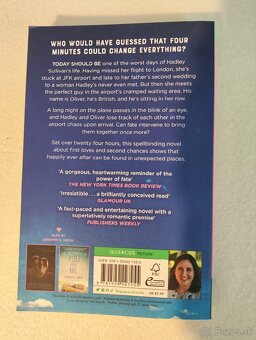 WHO WOULD HAVE GUESSED THAT FOUR
MINUTES COULD CHANGE EVERYTHING?
TODAY SHOULD BE one of the worst days of Hadley
Sullivan's life. Having missed her flight to London, she's
stuck at JFK airport and late to her father's second wedding
to a woman Hadley's never even met. But then she meets
the perfect guy in the airport's cramped waiting area. His
name is Oliver, he's British, and he's sitting in her row.
A long night on the plane passes in the blink of an eye,
and Hadley and Oliver lose track of each other in the
airport chaos upon arrival. Can fate intervene to bring
them together once more?
Set over twenty four hours, this spellbinding novel
about first loves and second chances shows that
happily ever after can be found in unexpected places.
'A gorgeous, heartwarming reminder of the
power of fate'
THE NEW YORK TIMES BOOK REVIEW
'Irresistible ... a brilliantly conceived read'
GLAMOUR UK
'A fast-paced and entertaining novel with a
superlatively romantic premise'
PUBLISHERS WEEKLY
ALSO BY
JENNIFER E. SMITH
QUERCUS FICTION
FSC